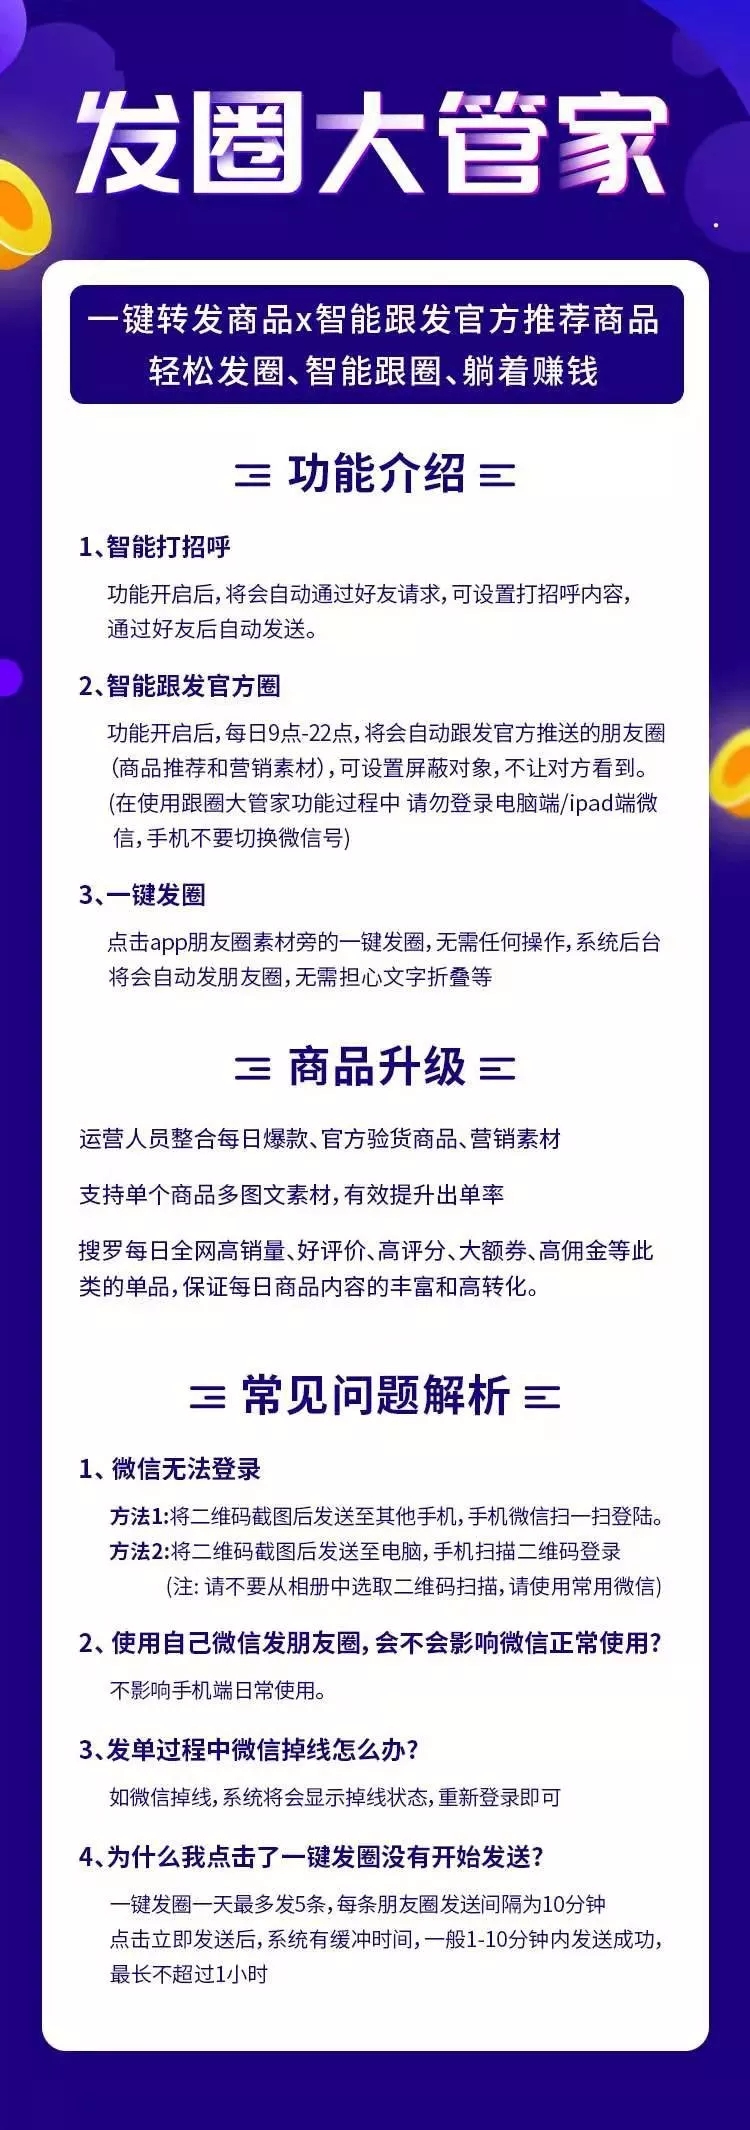 发圈大管家
一键转发商品x智能跟发官方推荐商品
轻松发圈、智能跟圈、躺着赚钱
功能介绍
1、智能打招呼
功能开启后,将会自动通过好友请求,可设置打招呼内容,
通过好友后自动发送。
2、智能跟发官方圈
功能开启后,每日9点-22点,将会自动跟发官方推送的朋友圈
(商品推荐和营销素材),可设置屏蔽对象,不让对方看到。
(在使用跟圈大管家功能过程中 请勿登录电脑端/ipad端微
信,手机不要切换微信号)
3、一键发圈
点击app朋友圈素材旁的一键发圈,无需任何操作,系统后台
将会自动发朋友圈,无需担心文字折叠等
商品升级
运营人员整合每日爆款、官方验货商品、营销素材
支持单个商品多图文素材,有效提升出单率
搜罗每日全网高销量、好评价、高评分、大额券、高佣金等此
类的单品,保证每日商品内容的丰富和高转化。
常见问题解析
1、微信无法登录
方法1:将二维码截图后发送至其他手机,手机微信扫一扫登陆。
方法2:将二维码截图后发送至电脑,手机扫描二维码登录
(注: 请不要从相册中选取二维码扫描,请使用常用微信)
2、使用自己微信发朋友圈,会不会影响微信正常使用?
不影响手机端日常使用。
3、发单过程中微信掉线怎么办?
如微信掉线,系统将会显示掉线状态,重新登录即可
4、为什么我点击了一键发圈没有开始发送?
一键发圈一天最多发5条,每条朋友圈发送间隔为10分钟
点击立即发送后,系统有缓冲时间,一般1-10分钟内发送成功,
最长不超过1小时